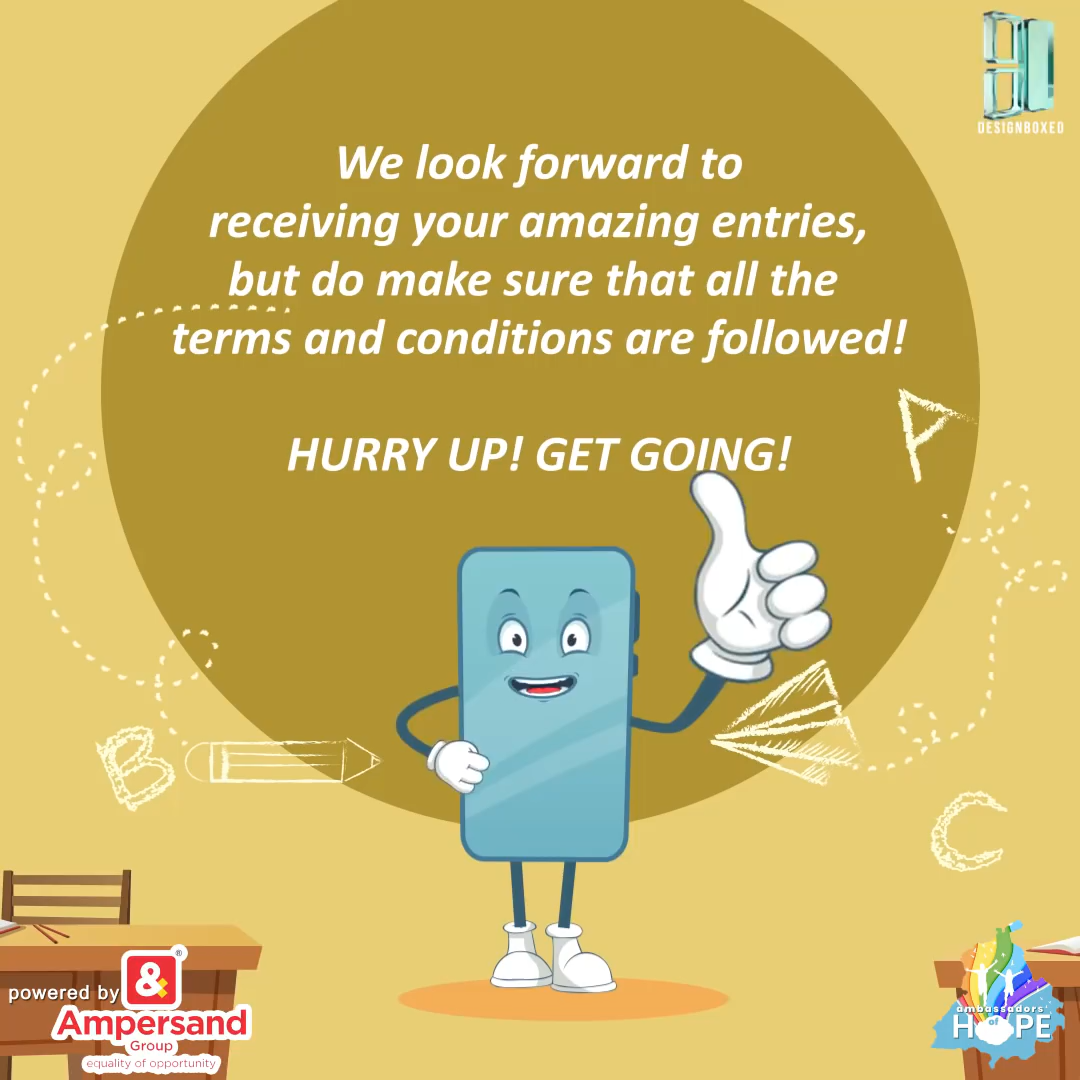 DESIGNBOXED
We look forward to
receiving your amazing entries,
but do make sure that all the
terms and conditions are followed!
HURRY UP! GET GOING!
A
B
C
powered by
&®
Ampersand
Group
equality of opportunity
ambassadors'
of
HOPE